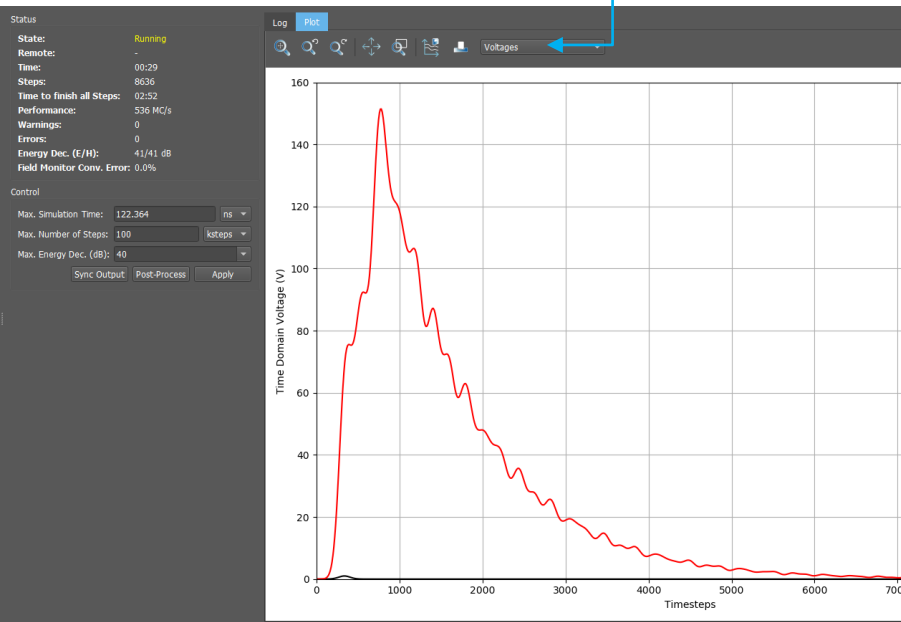 Status
State: Running
Remote: -
Time: 00:29
Steps: 8636
Time to finish all Steps: 02:52
Performance: 536 MC/s
Warnings: 0
Errors: 0
Energy Dec. (E/H): 41/41 dB
Field Monitor Conv. Error: 0.0%
Control
Max. Simulation Time: 122.364 ns
Max. Number of Steps: 100 ksteps
Max. Energy Dec. (dB): 40
Sync Output Post-Process Apply
Log Plot
Voltages
160
140
120
100
80
60
40
20
0
Time Domain Voltage (V)
0 1000 2000 3000 4000 5000 6000 700
Timesteps